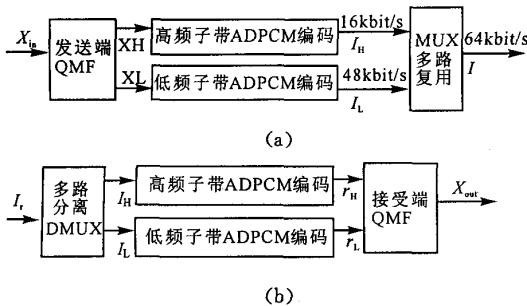 X_in
发送端
QMF
XH
高频子带ADPCM编码
16kbit/s
I_H
XL
低频子带ADPCM编码
48kbit/s
I_L
MUX
多路
复用
64kbit/s
I
(a)
I_r
多路
分离
DMUX
I_H
高频子带ADPCM编码
r_H
I_L
低频子带ADPCM编码
r_L
接受端
QMF
X_out
(b)